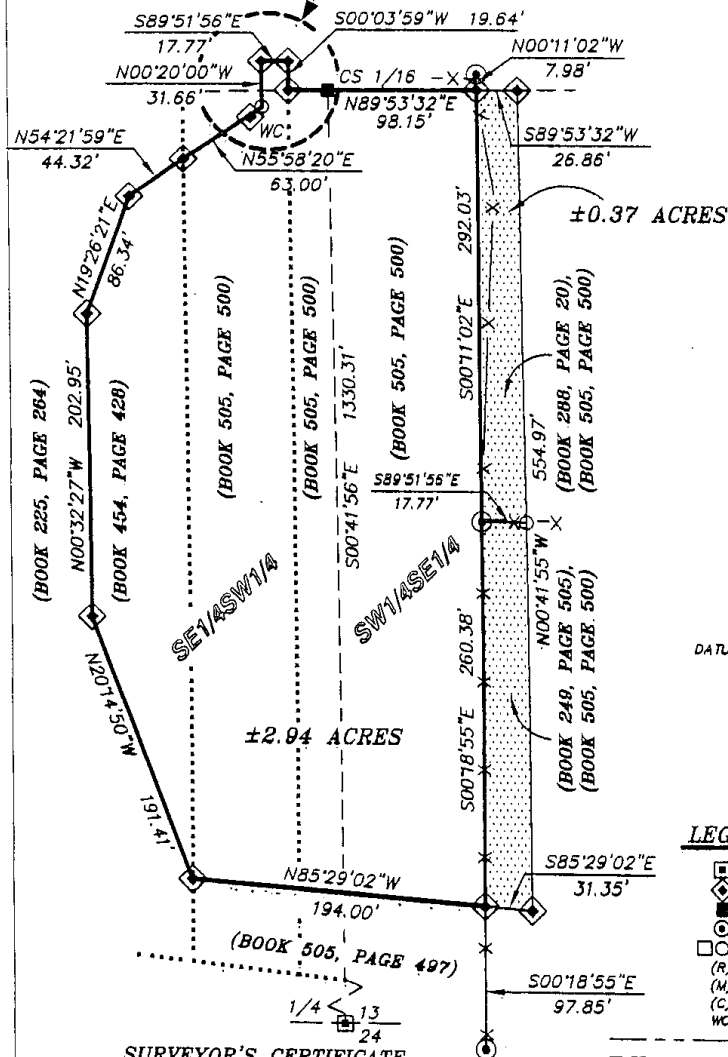 S89°51'56"E
17.77'
S00°03'59"W 19.64'
N00°11'02"W
7.98'
N00°20'00"W
31.66'
CS 1/16 -X
N89°53'32"E
98.15'
S89°53'32"W
26.86'
WC
N54°21'59"E
44.32'
N55°58'20"E
63.00'
±0.37 ACRES
N19°26'21"E
86.34'
292.03'
S00°11'02"E
(BOOK 225, PAGE 264)
N00°32'27"W 202.95'
(BOOK 454, PAGE 428)
(BOOK 505, PAGE 500)
(BOOK 505, PAGE 500)
S00°41'56"E 1330.31'
(BOOK 505, PAGE 500)
(BOOK 288, PAGE 20),
(BOOK 505, PAGE 500)
554.97'
N00°41'55"W
S89°51'56"E
17.77'
X
SE1/4SW1/4
SW1/4SE1/4
260.38'
S00°18'55"E
(BOOK 249, PAGE 505),
(BOOK 505, PAGE 500)
DATU
N20°14'50"W
191.41'
±2.94 ACRES
N85°29'02"W
194.00'
S85°29'02"E
31.35'
LEG
(R)
(M)
(C)
WC
(BOOK 505, PAGE 497)
S00°18'55"E
97.85'
1/4 13
24
SURVEYOR'S CERTIFICATE